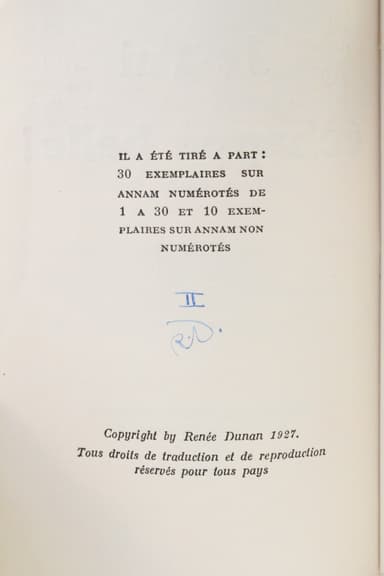 IL A ÉTÉ TIRÉ A PART :
30 EXEMPLAIRES SUR
ANNAM NUMÉROTÉS DE
1 A 30 ET 10 EXEM-
PLAIRES SUR ANNAM NON
NUMÉROTÉS
II
R.D.
Copyright by Renée Dunan 1927.
Tous droits de traduction et de reproduction
réservés pour tous pays